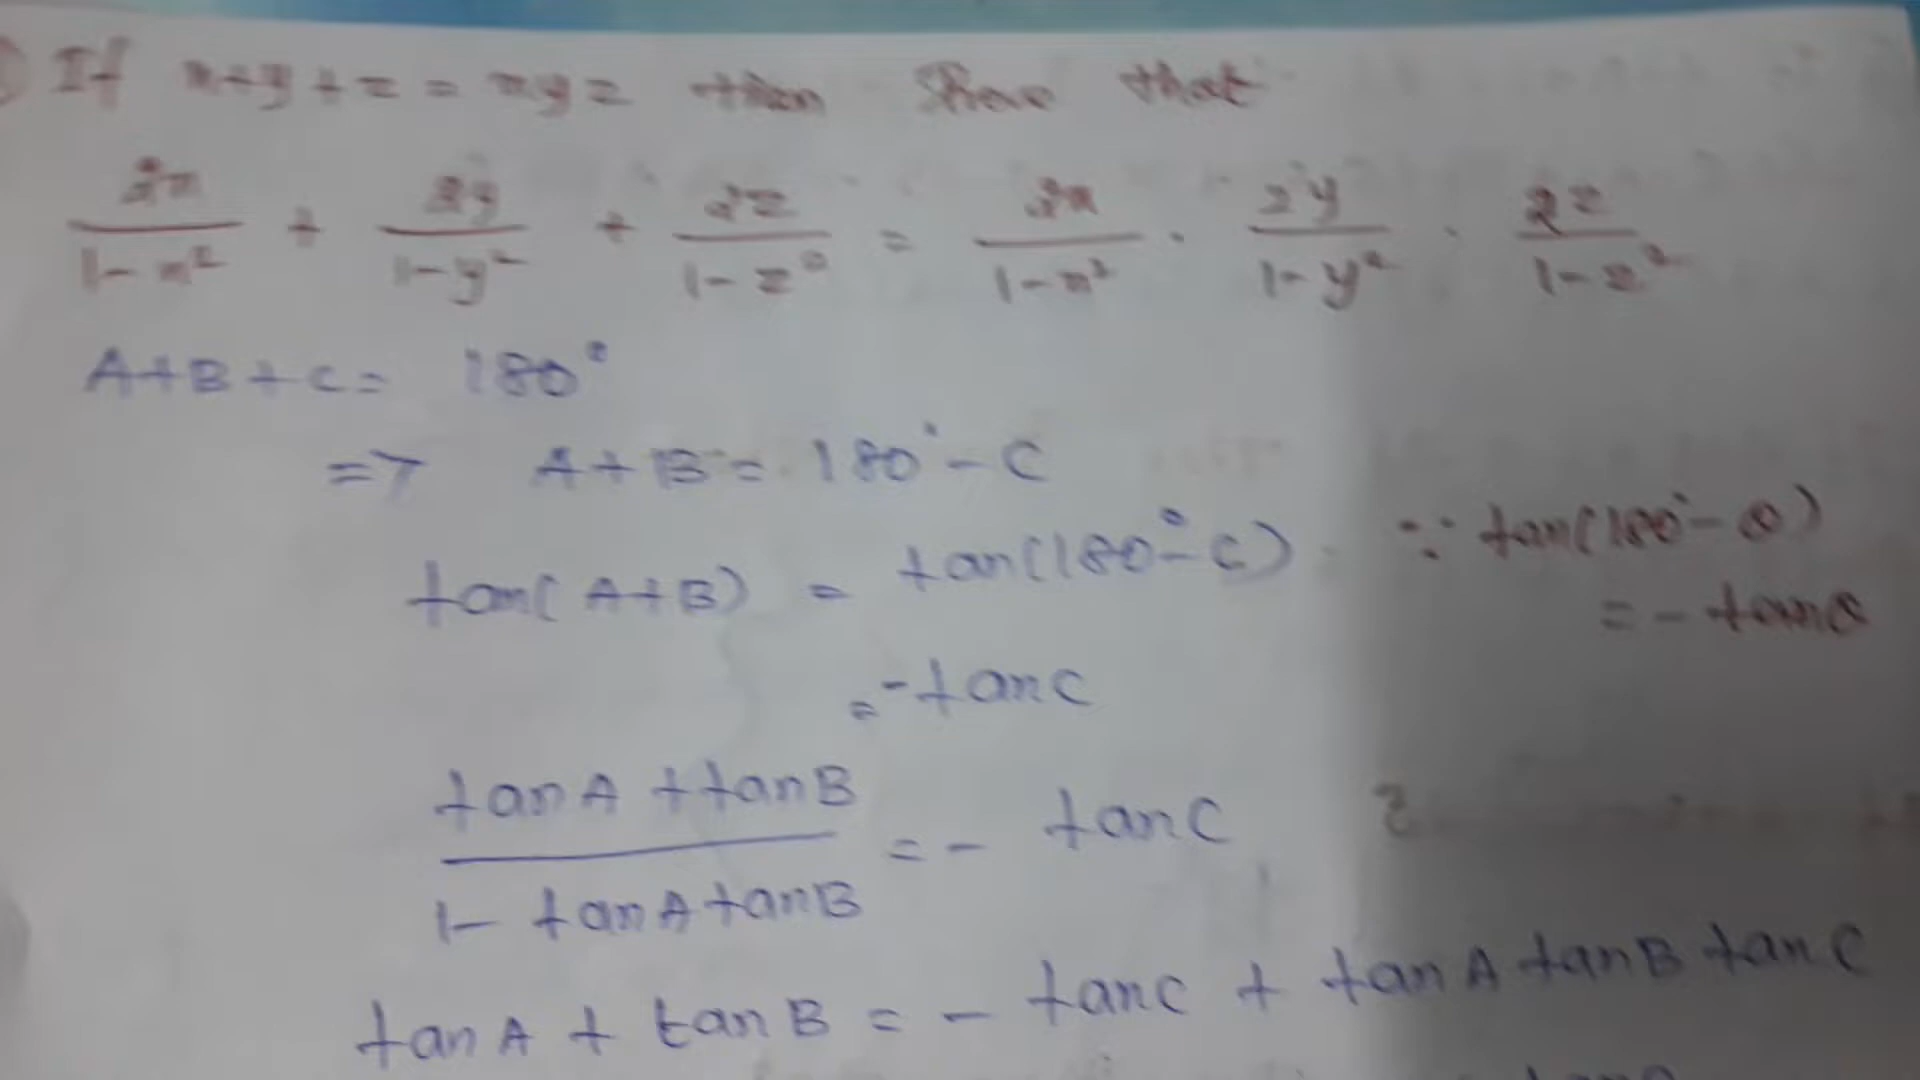 If x+y+z = xyz then show that
2x/(1-x²) + 2y/(1-y²) + 2z/(1-z²) = 2x/(1-x²) · 2y/(1-y²) · 2z/(1-z²)
A+B+C = 180°
=> A+B = 180°-C
tan(A+B) = tan(180°-C) ∵ tan(180°-θ)
= - tanθ
= -tanC
(tanA + tanB)/(1- tanA tanB) = - tanC
tanA + tanB = - tanC + tanA tanB tanC